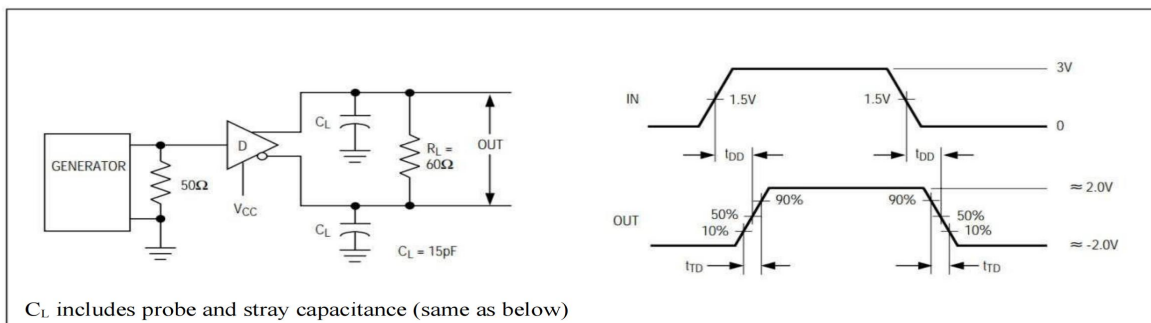 GENERATOR
50Ω
D
VCC
CL
CL
RL =
60Ω
OUT
CL = 15pF
IN
1.5V
1.5V
3V
0
tDD
tDD
OUT
90%
50%
10%
90%
50%
10%
≈ 2.0V
≈ -2.0V
tTD
tTD
CL includes probe and stray capacitance (same as below)